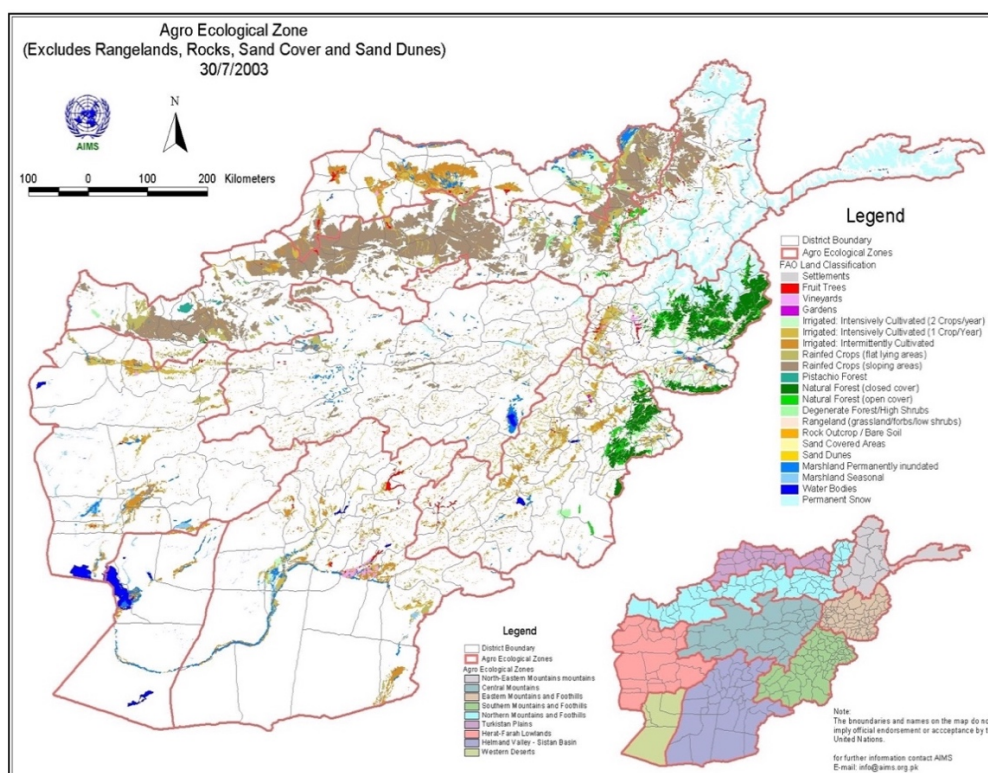 Agro Ecological Zone
(Excludes Rangelands, Rocks, Sand Cover and Sand Dunes)
30/7/2003
AIMS
N
100 0 100 200 Kilometers
Legend
District Boundary
Agro Ecological Zones
FAO Land Classification
Settlements
Fruit Trees
Vineyards
Gardens
Irrigated: Intensively Cultivated (2 Crops/year)
Irrigated: Intensively Cultivated (1 Crop/Year)
Irrigated: Intermittently Cultivated
Rainfed Crops (flat lying areas)
Rainfed Crops (sloping areas)
Pistachio Forest
Natural Forest (closed cover)
Natural Forest (open cover)
Degenerate Forest/High Shrubs
Rangeland (grassland/forbs/low shrubs)
Rock Outcrop / Bare Soil
Sand Covered Areas
Sand Dunes
Marshland Permanently inundated
Marshland Seasonal
Water Bodies
Permanent Snow
Legend
District Boundary
Agro Ecological Zones
Agro Ecological Zones
North-Eastern Mountains mountains
Central Mountains
Eastern Mountains and Foothills
Southern Mountains and Foothills
Northern Mountains and Foothills
Turkistan Plains
Herat-Farah Lowlands
Helmand Valley - Sistan Basin
Western Deserts
Note:
The bnoundaries and names on the map do no
imply official endorsement or accceptance by t
United Nations.
for further information contact AIMS
E-mail: info@aims.org.pk